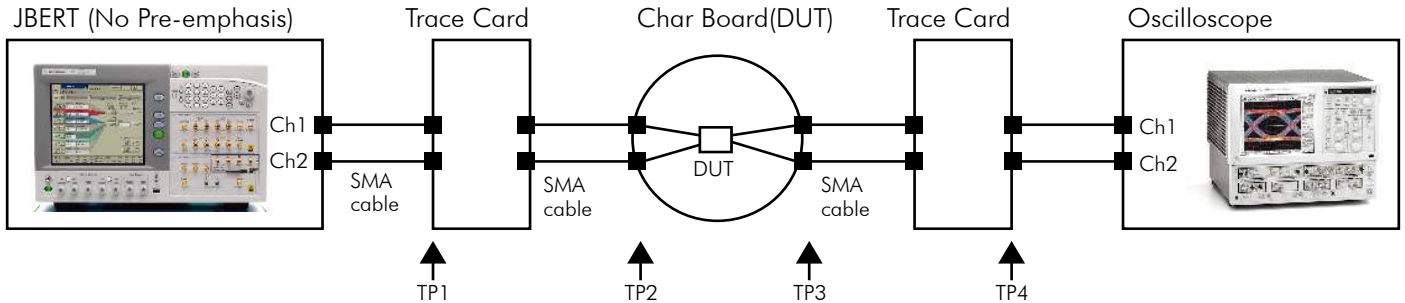 JBERT (No Pre-emphasis)
Trace Card
Char Board(DUT)
Trace Card
Oscilloscope
Ch1
Ch2
SMA
cable
SMA
cable
DUT
SMA
cable
Ch1
Ch2
TP1
TP2
TP3
TP4